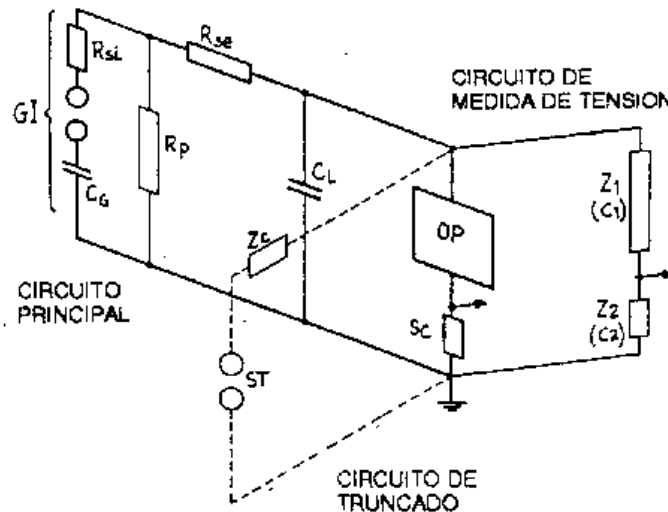 Rsi
Rse
GI
Rp
CG
CL
CIRCUITO DE
MEDIDA DE TENSION
Z1
(C1)
OP
Zc
CIRCUITO
PRINCIPAL
Sc
Z2
(C2)
ST
CIRCUITO DE
TRUNCADO